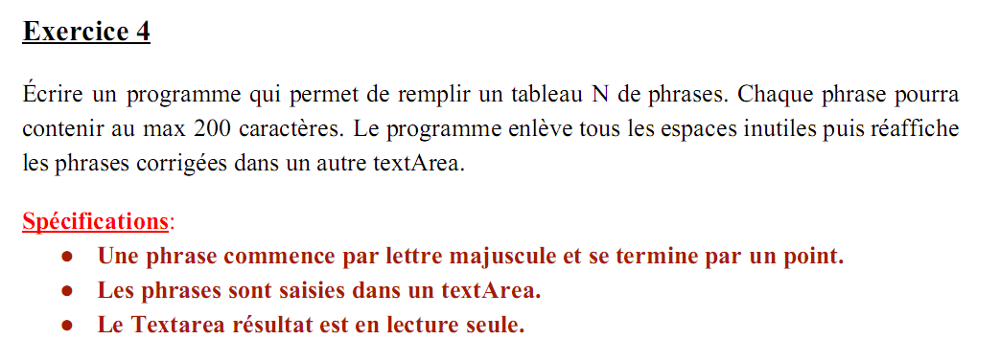 Exercice 4
Écrire un programme qui permet de remplir un tableau N de phrases. Chaque phrase pourra
contenir au max 200 caractères. Le programme enlève tous les espaces inutiles puis réaffiche
les phrases corrigées dans un autre textArea.
Spécifications:
● Une phrase commence par lettre majuscule et se termine par un point.
● Les phrases sont saisies dans un textArea.
● Le Textarea résultat est en lecture seule.